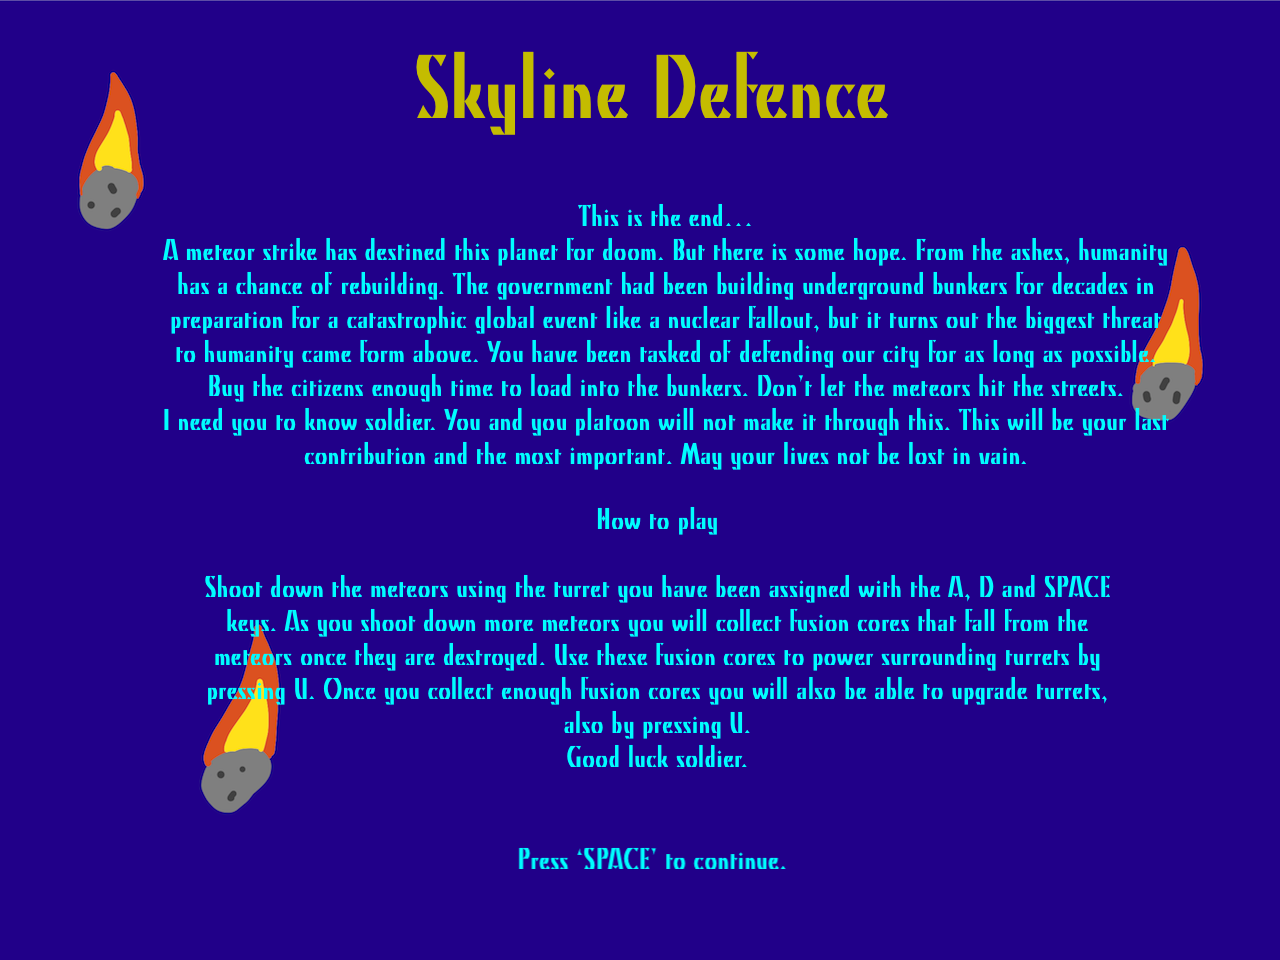 Skyline Defence
This is the end...
A meteor strike has destined this planet for doom. But there is some hope. From the ashes, humanity
has a chance of rebuilding. The government had been building underground bunkers for decades in
preparation for a catastrophic global event like a nuclear fallout, but it turns out the biggest threat
to humanity came form above. You have been tasked of defending our city for as long as possible.
Buy the citizens enough time to load into the bunkers. Don't let the meteors hit the streets.
I need you to know soldier. You and you platoon will not make it through this. This will be your last
contribution and the most important. May your lives not be lost in vain.
How to play
Shoot down the meteors using the turret you have been assigned with the A, D and SPACE
keys. As you shoot down more meteors you will collect fusion cores that fall from the
meteors once they are destroyed. Use these fusion cores to power surrounding turrets by
pressing U. Once you collect enough fusion cores you will also be able to upgrade turrets,
also by pressing U.
Good luck soldier.
Press 'SPACE' to continue.